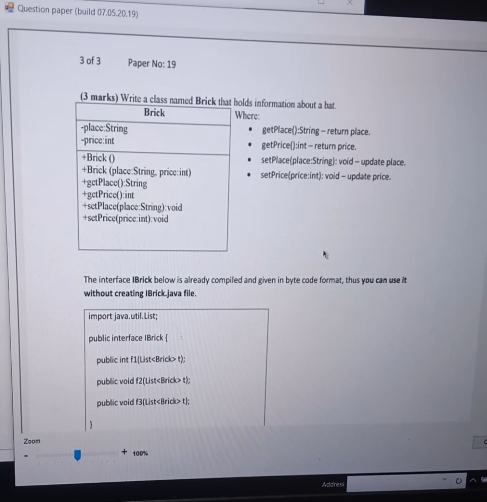 Question paper (build 07.05.20.19)
3 of 3 Paper No: 19
(3 marks) Write a class named Brick that holds information about a bat.
Brick
-place:String
-price:int
+Brick ()
+Brick (place:String, price:int)
+getPlace():String
+getPrice():int
+setPlace(place:String):void
+setPrice(price:int):void
Where:
• getPlace():String – return place.
• getPrice():int – return price.
• setPlace(place:String): void – update place.
• setPrice(price:int): void – update price.
The interface IBrick below is already compiled and given in byte code format, thus you can use it
without creating IBrick.java file.
import java.util.List;
public interface IBrick {
public int f1(List<Brick> t);
public void f2(List<Brick> t);
public void f3(List<Brick> t);
}
Zoom
- + 100%
Address